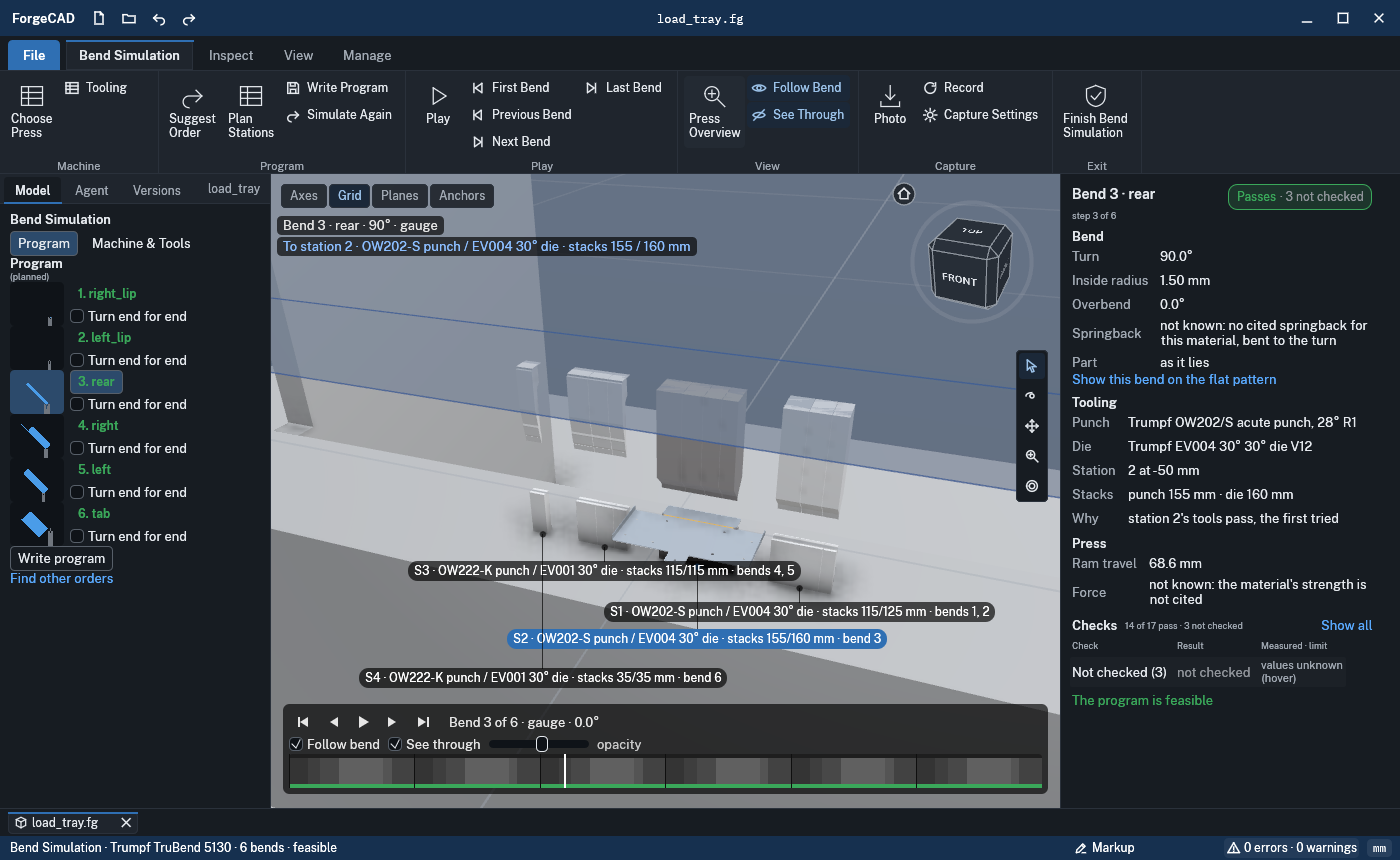 ForgeCAD
load_tray.fg
File
Bend Simulation
Inspect
View
Manage
Choose Press
Tooling
Machine
Suggest Order
Plan Stations
Write Program
Simulate Again
Program
Play
First Bend
Previous Bend
Next Bend
Last Bend
Play
Press Overview
Follow Bend
See Through
View
Photo
Record
Capture Settings
Capture
Finish Bend Simulation
Exit
Model
Agent
Versions
load_tray
Bend Simulation
Program
Machine & Tools
Program
(planned)
1. right_lip
Turn end for end
2. left_lip
Turn end for end
3. rear
Turn end for end
4. right
Turn end for end
5. left
Turn end for end
6. tab
Turn end for end
Write program
Find other orders
Axes
Grid
Planes
Anchors
Bend 3 · rear · 90° · gauge
To station 2 · OW202-S punch / EV004 30° die · stacks 155 / 160 mm
TOP
FRONT
S3 · OW222-K punch / EV001 30° die · stacks 115/115 mm · bends 4, 5
S1 · OW202-S punch / EV004 30° die · stacks 115/125 mm · bends 1, 2
S2 · OW202-S punch / EV004 30° die · stacks 155/160 mm · bend 3
S4 · OW222-K punch / EV001 30° die · stacks 35/35 mm · bend 6
Bend 3 of 6 · gauge · 0.0°
Follow bend
See through
opacity
Bend 3 · rear
Passes · 3 not checked
step 3 of 6
Bend
Turn 90.0°
Inside radius 1.50 mm
Overbend 0.0°
Springback not known: no cited springback for this material, bent to the turn
Part as it lies
Show this bend on the flat pattern
Tooling
Punch Trumpf OW202/S acute punch, 28° R1
Die Trumpf EV004 30° 30° die V12
Station 2 at -50 mm
Stacks punch 155 mm · die 160 mm
Why station 2's tools pass, the first tried
Press
Ram travel 68.6 mm
Force not known: the material's strength is not cited
Checks 14 of 17 pass · 3 not checked Show all
Check Result Measured · limit
Not checked (3) not checked values unknown (hover)
The program is feasible
load_tray.fg
Bend Simulation · Trumpf TruBend 5130 · 6 bends · feasible
Markup
0 errors · 0 warnings
mm